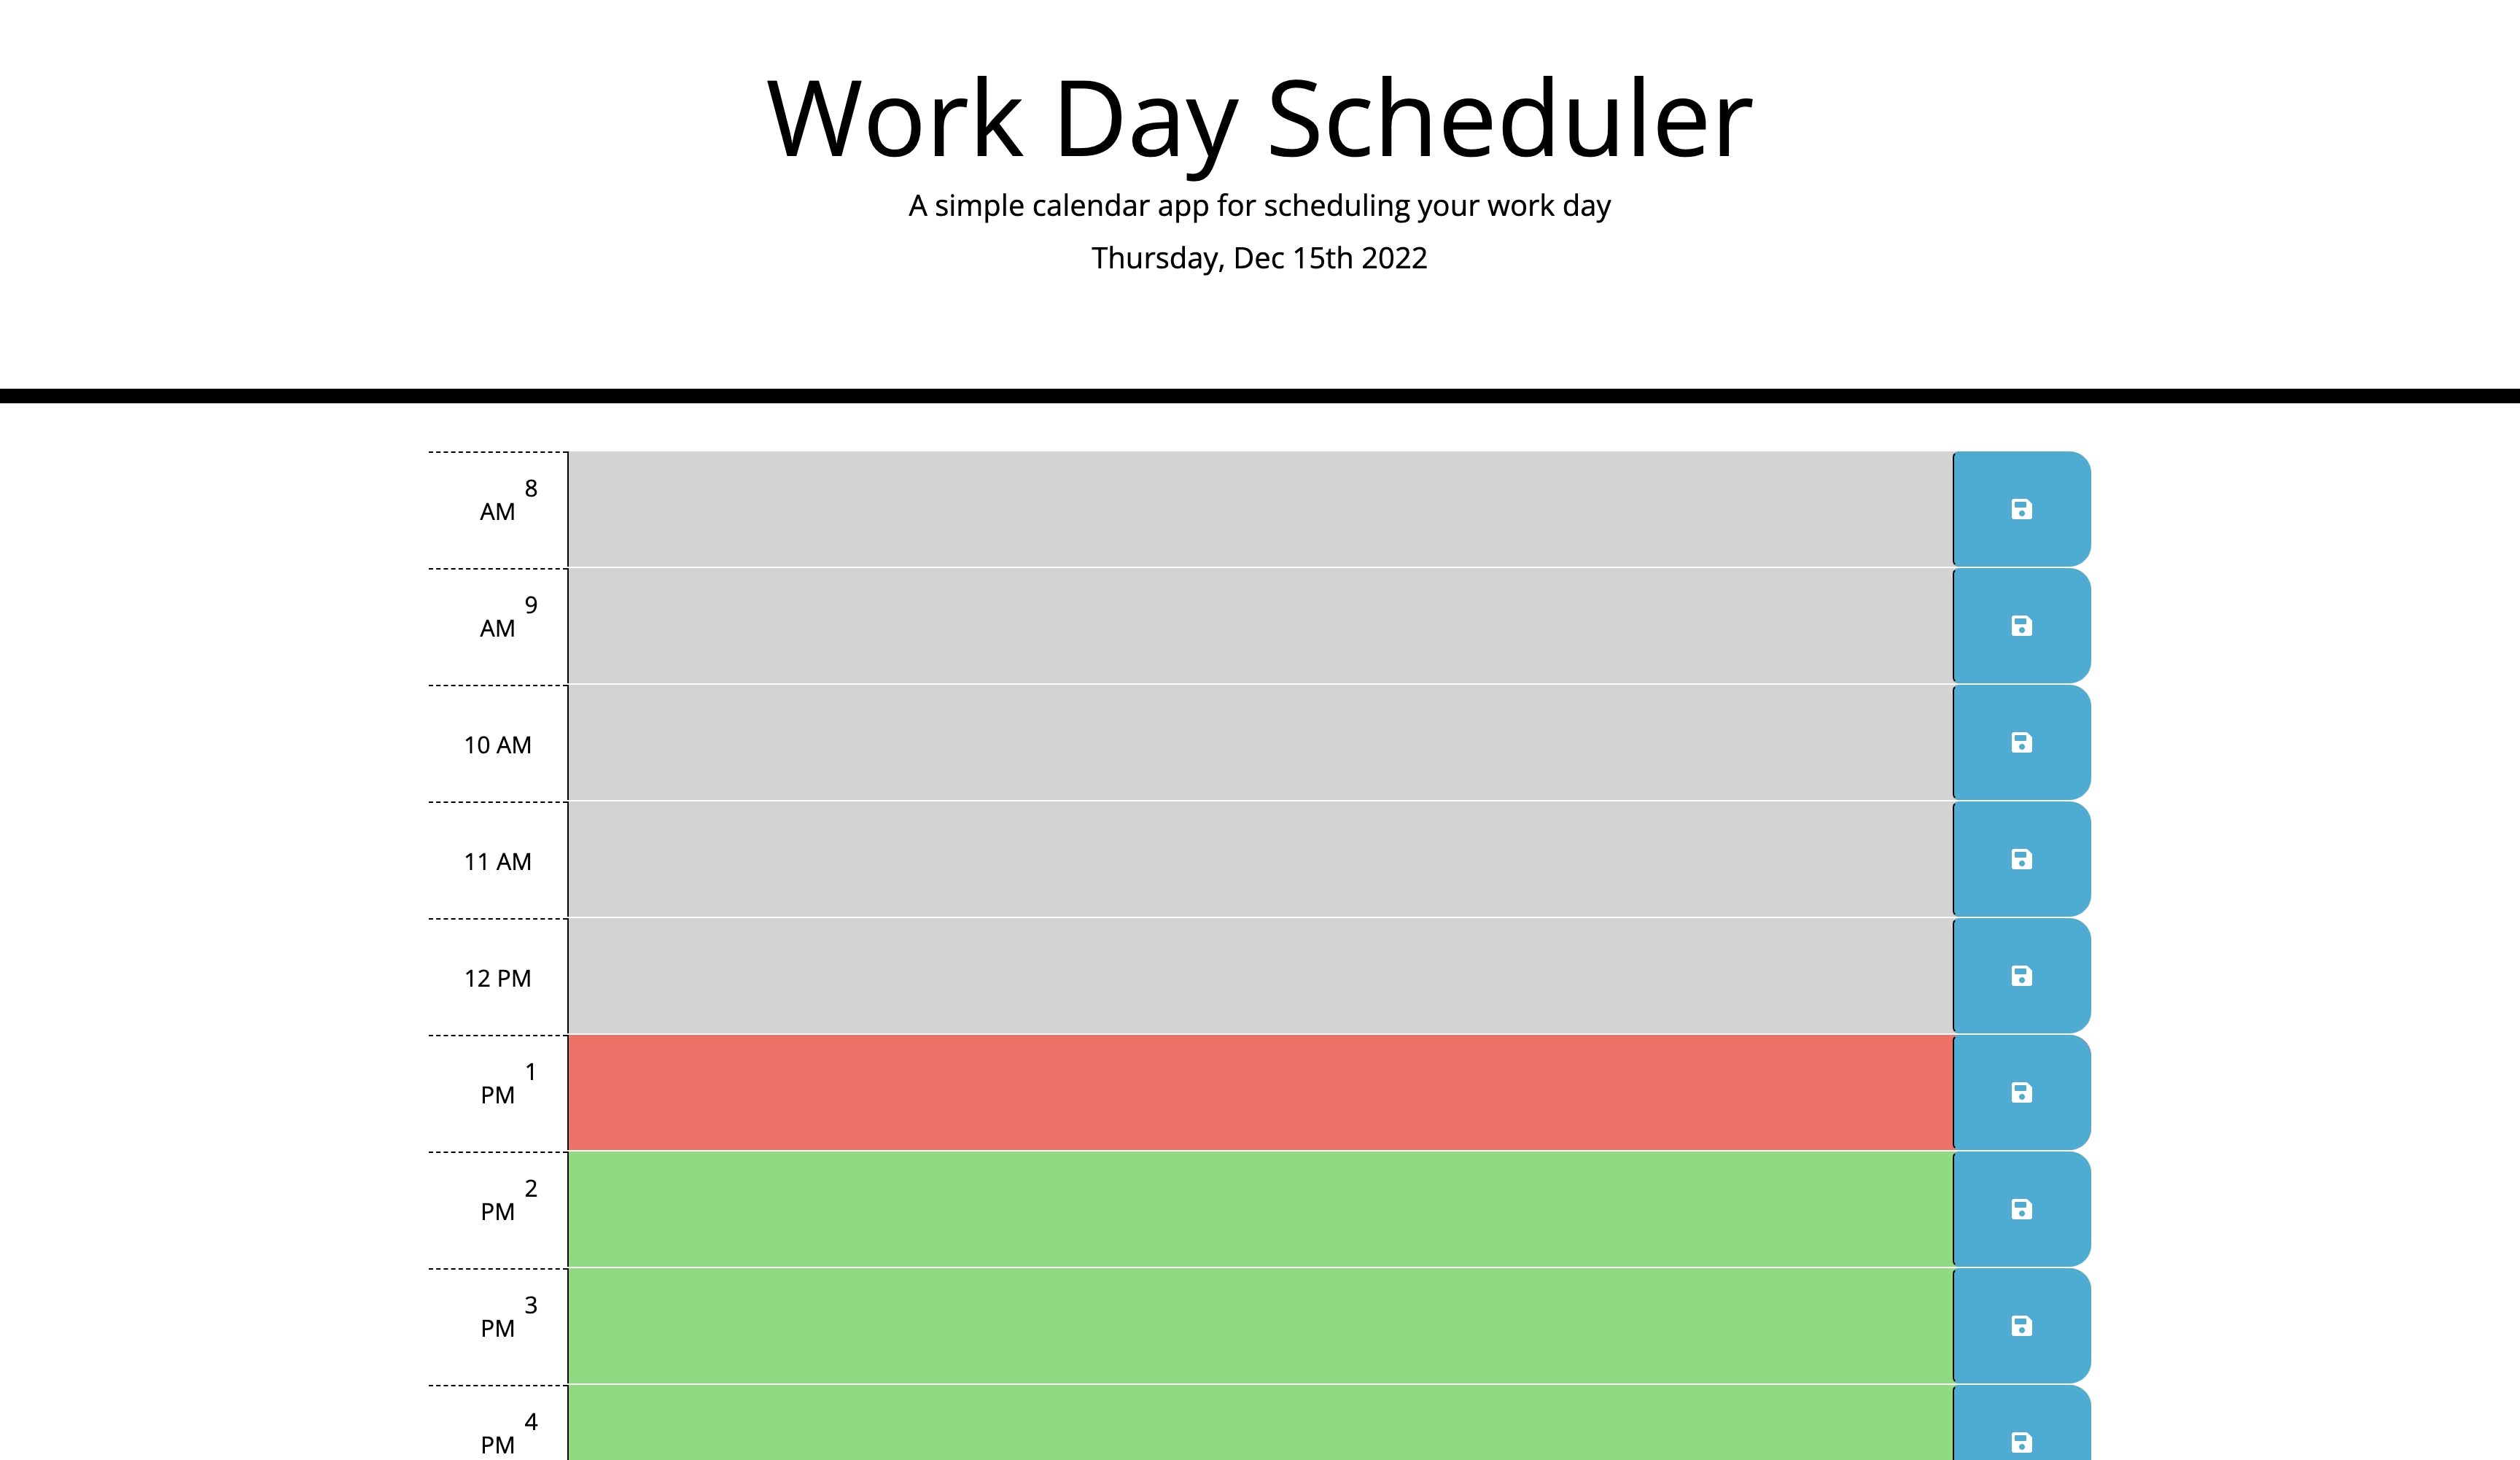 Work Day Scheduler
A simple calendar app for scheduling your work day
Thursday, Dec 15th 2022
8
AM
9
AM
10 AM
11 AM
12 PM
1
PM
2
PM
3
PM
4
PM